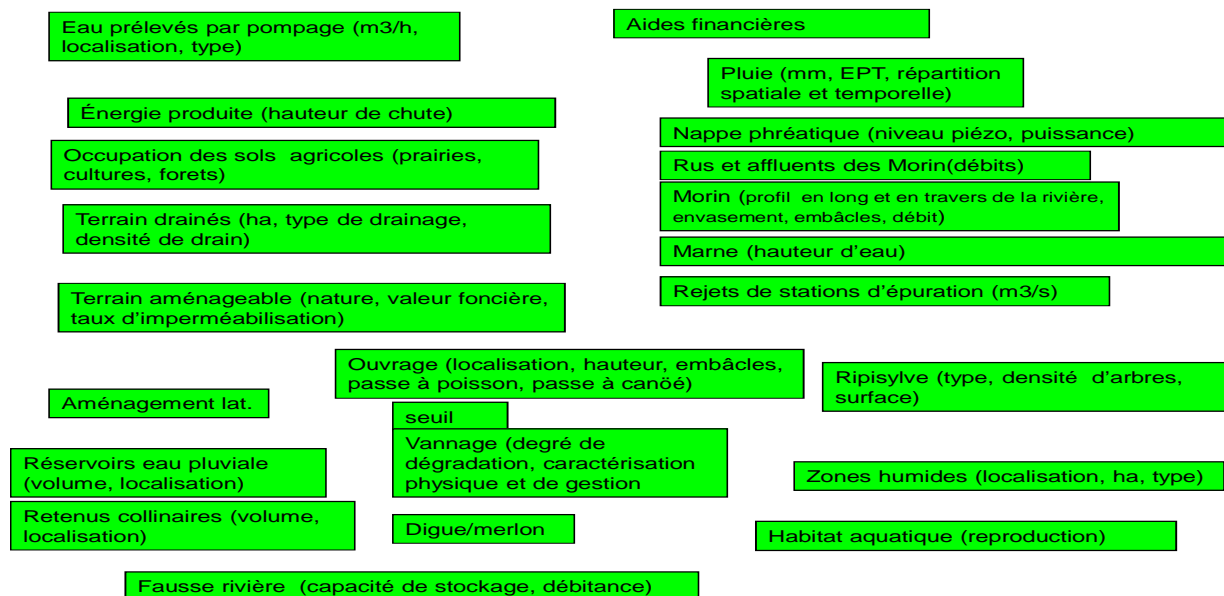 Eau prélevés par pompage (m3/h,
localisation, type)
Aides financières
Pluie (mm, EPT, répartition
spatiale et temporelle)
Énergie produite (hauteur de chute)
Nappe phréatique (niveau piézo, puissance)
Occupation des sols  agricoles (prairies,
cultures, forets)
Rus et affluents des Morin(débits)
Morin (profil  en long et en travers de la rivière,
envasement, embâcles, débit)
Terrain drainés (ha, type de drainage,
densité de drain)
Marne (hauteur d'eau)
Terrain aménageable (nature, valeur foncière,
taux d'imperméabilisation)
Rejets de stations d'épuration (m3/s)
Ouvrage (localisation, hauteur, embâcles,
passe à poisson, passe à canöé)
Ripisylve (type, densité  d'arbres,
surface)
Aménagement lat.
seuil
Vannage (degré de
dégradation, caractérisation
physique et de gestion
Réservoirs eau pluviale
(volume, localisation)
Zones humides (localisation, ha, type)
Retenus collinaires (volume,
localisation)
Digue/merlon
Habitat aquatique (reproduction)
Fausse rivière  (capacité de stockage, débitance)